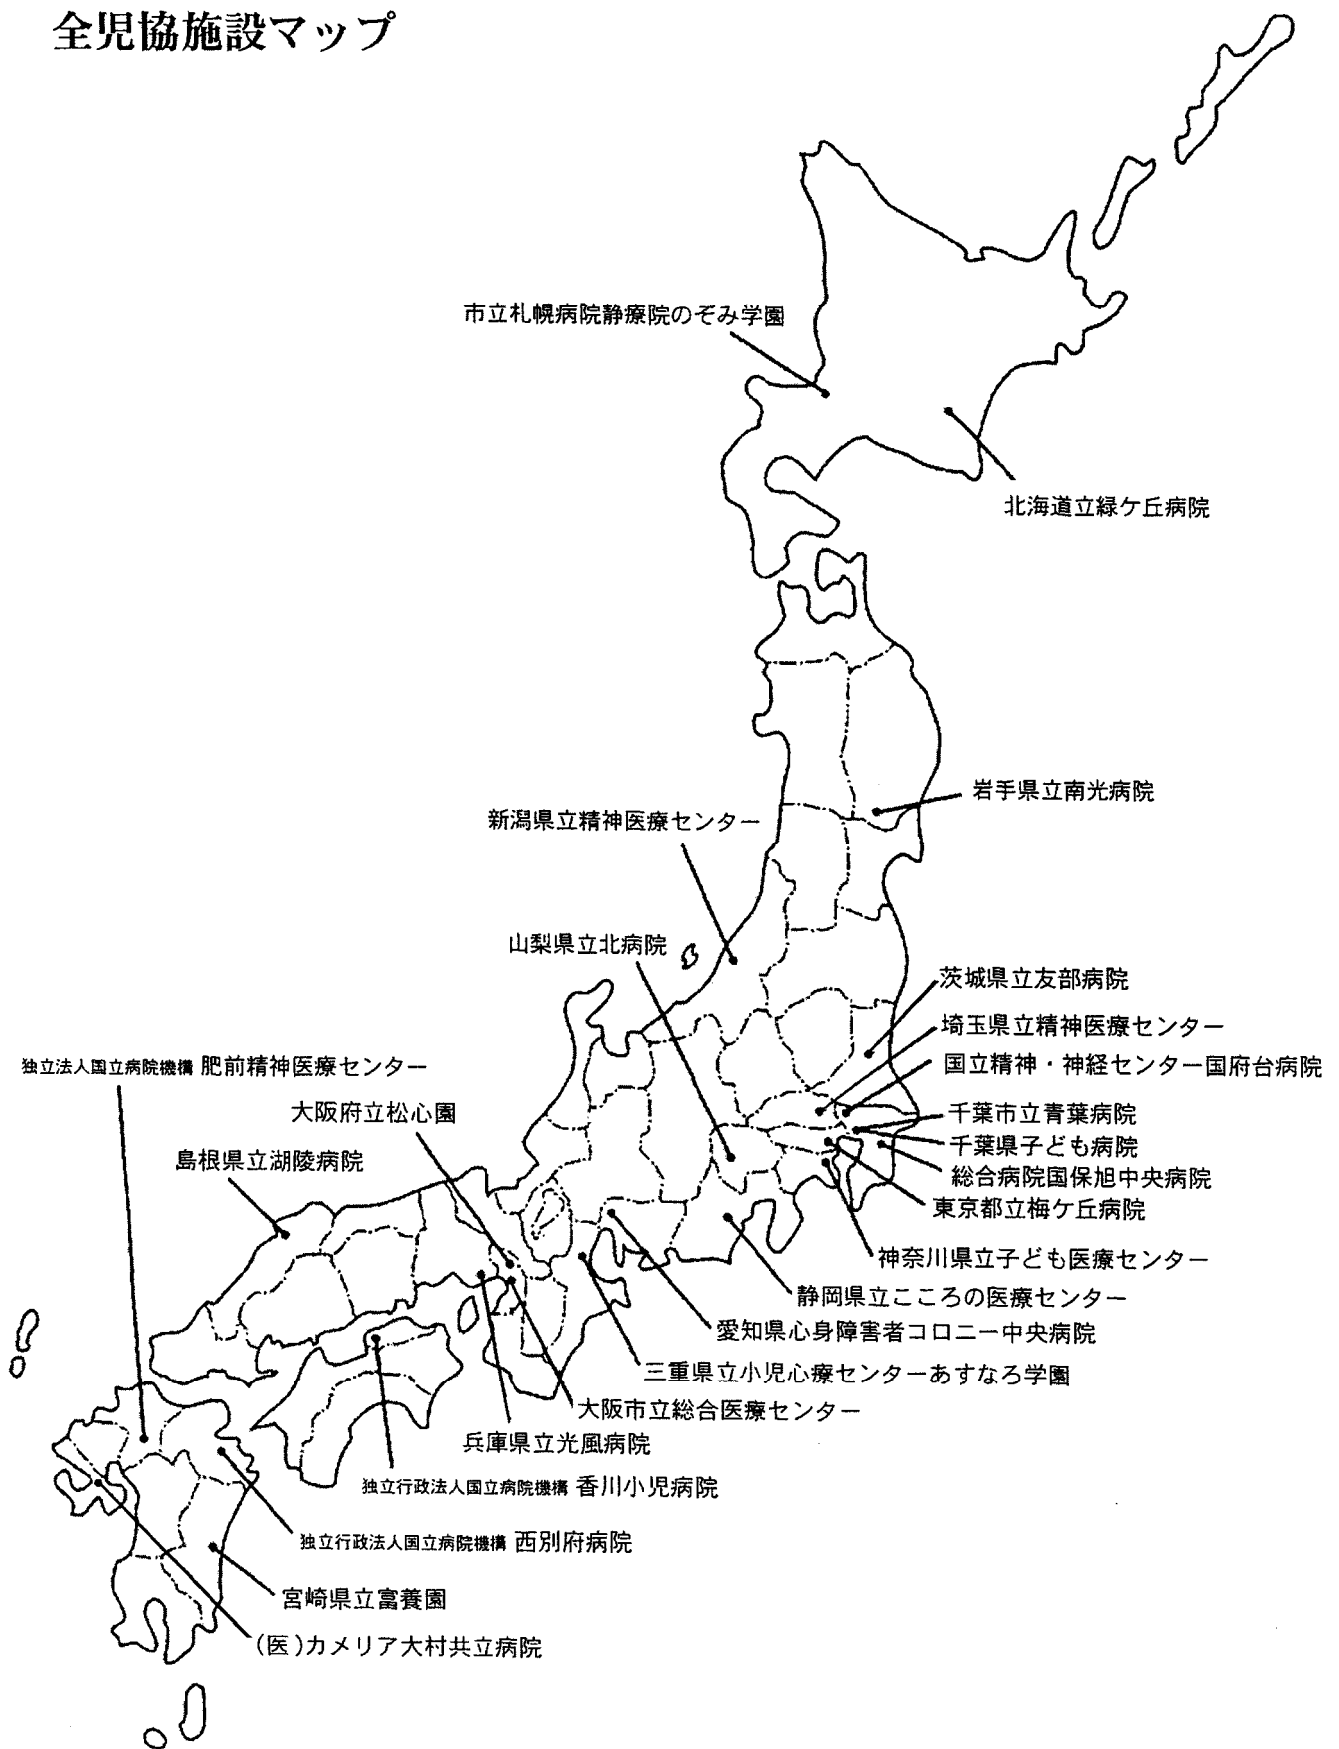 全児協施設マップ
市立札幌病院静療院のぞみ学園
北海道立緑ケ丘病院
岩手県立南光病院
新潟県立精神医療センター
山梨県立北病院
茨城県立友部病院
埼玉県立精神医療センター
国立精神・神経センター国府台病院
独立法人国立病院機構 肥前精神医療センター
大阪府立松心園
千葉市立青葉病院
千葉県子ども病院
島根県立湖陵病院
総合病院国保旭中央病院
東京都立梅ケ丘病院
神奈川県立子ども医療センター
静岡県立こころの医療センター
愛知県心身障害者コロニー中央病院
三重県立小児心療センターあすなろ学園
大阪市立総合医療センター
兵庫県立光風病院
独立行政法人国立病院機構 香川小児病院
独立行政法人国立病院機構 西別府病院
宮崎県立富養園
(医)カメリア大村共立病院